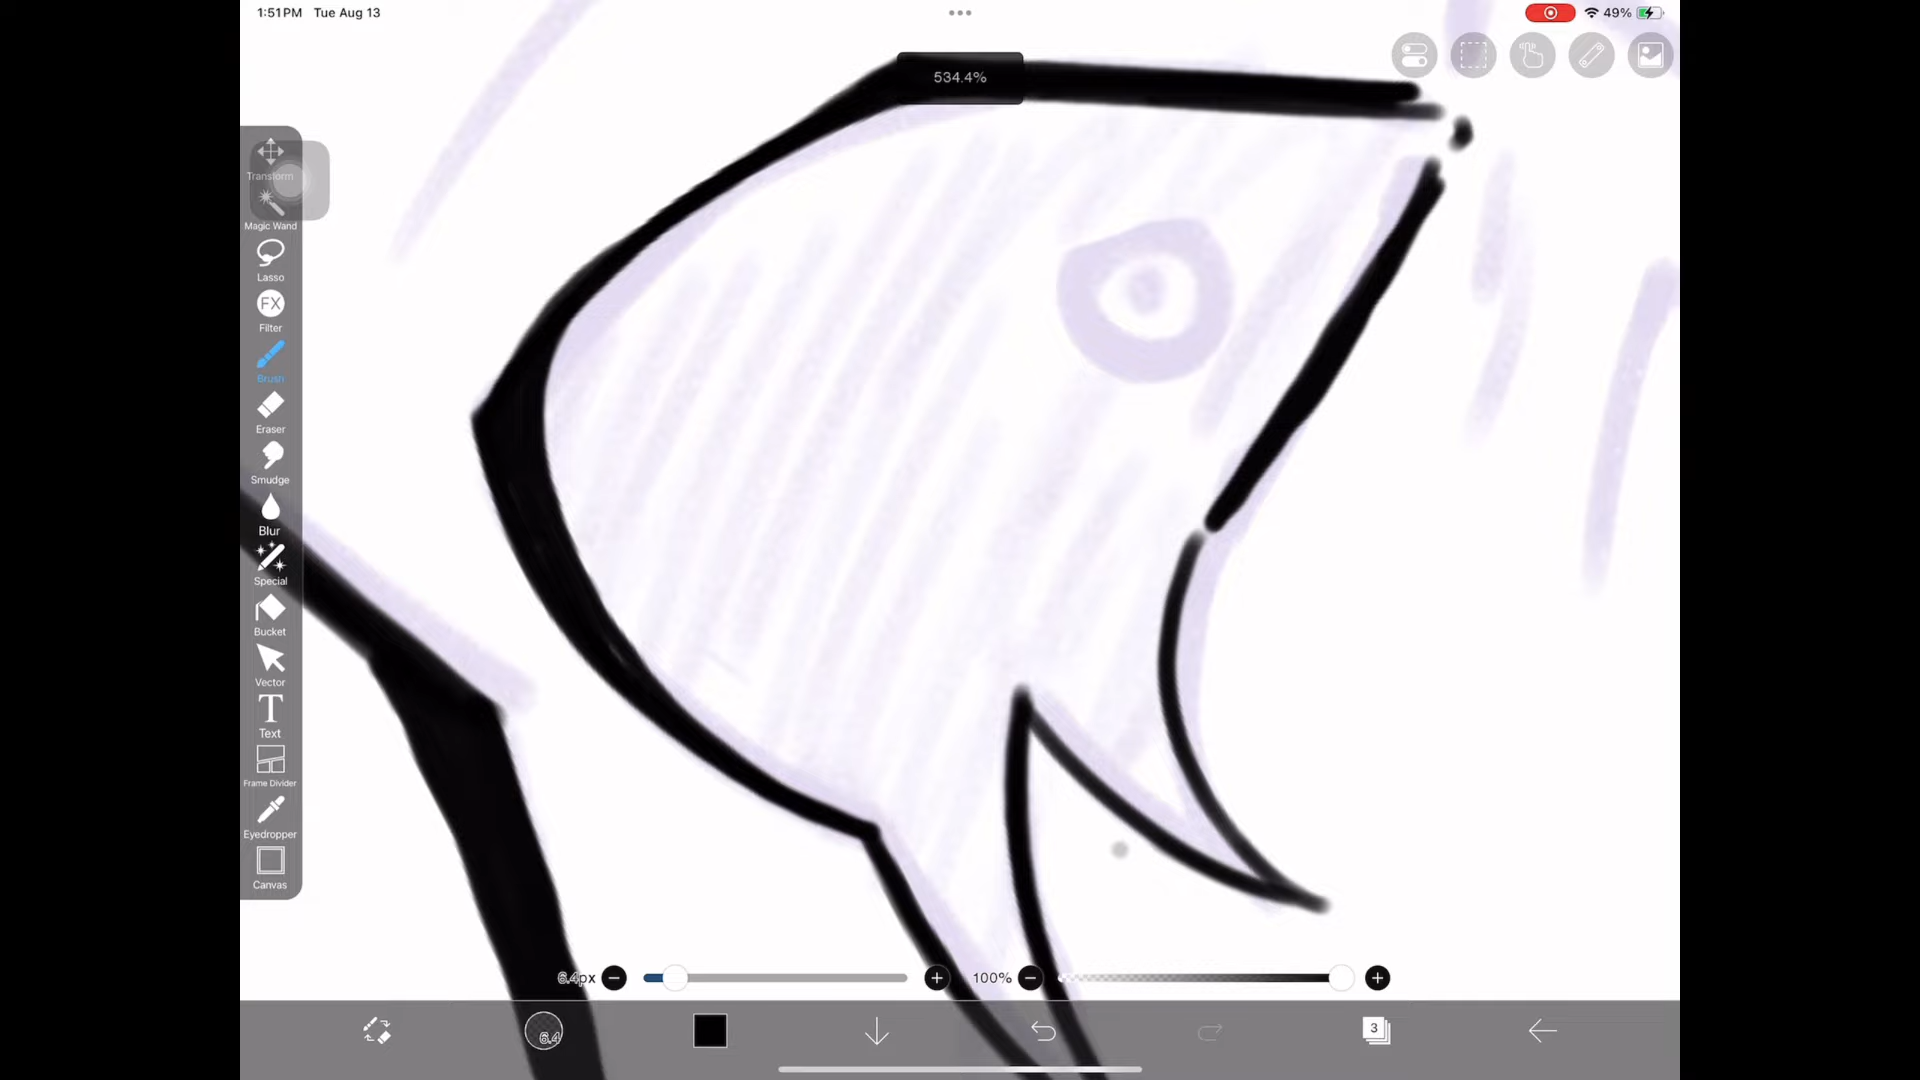 1:51PM Tue Aug 13
49%
534.4%
Transform
Magic Wand
Lasso
FX
Filter
Brush
Eraser
Smudge
Blur
Special
Bucket
Vector
T
Text
Frame Divider
Eyedropper
Canvas
6.4px
100%
6.4
3